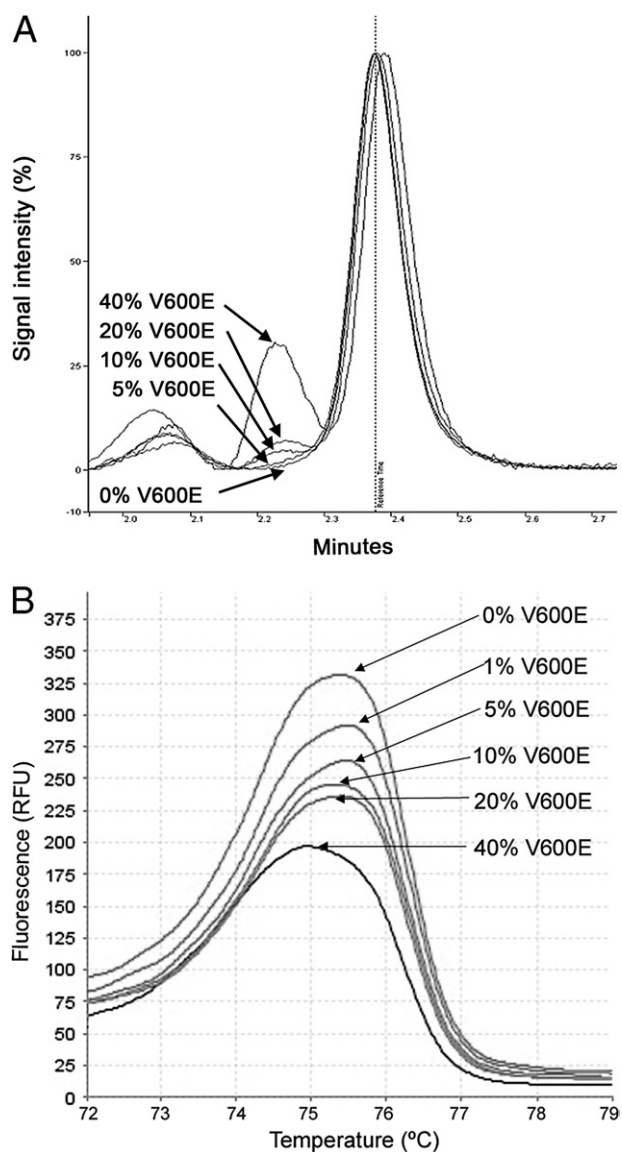 A
100
75
50
25
0
-10
Signal intensity (%)
40% V600E
20% V600E
10% V600E
5% V600E
0% V600E
Reference Time
2.0 2.1 2.2 2.3 2.4 2.5 2.6 2.7
Minutes
B
375
350
325
300
275
250
225
200
175
150
125
100
75
50
25
0
Fluorescence (RFU)
0% V600E
1% V600E
5% V600E
10% V600E
20% V600E
40% V600E
72 73 74 75 76 77 78 79
Temperature (ºC)